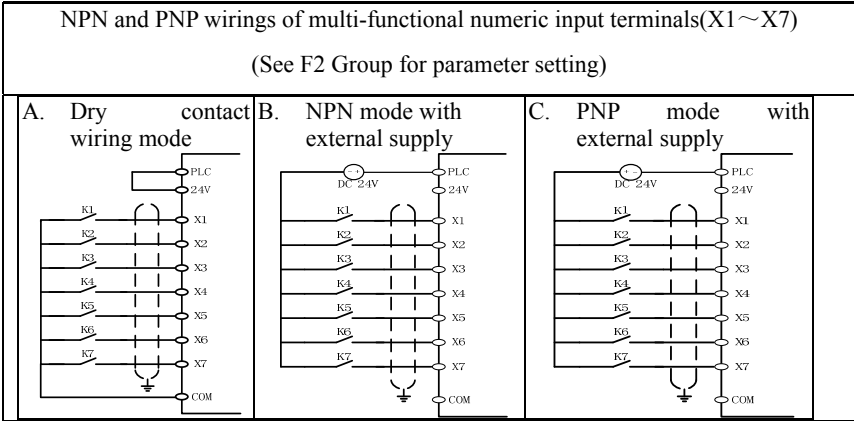 NPN and PNP wirings of multi-functional numeric input terminals(X1～X7)
(See F2 Group for parameter setting)
A. Dry contact
wiring mode
PLC
24V
K1
X1
K2
X2
K3
X3
K4
X4
K5
X5
K6
X6
K7
X7
COM
B. NPN mode with
external supply
- +
DC 24V
PLC
24V
K1
X1
K2
X2
K3
X3
K4
X4
K5
X5
K6
X6
K7
X7
COM
C. PNP mode with
external supply
+ -
DC 24V
PLC
24V
K1
X1
K2
X2
K3
X3
K4
X4
K5
X5
K6
X6
K7
X7
COM